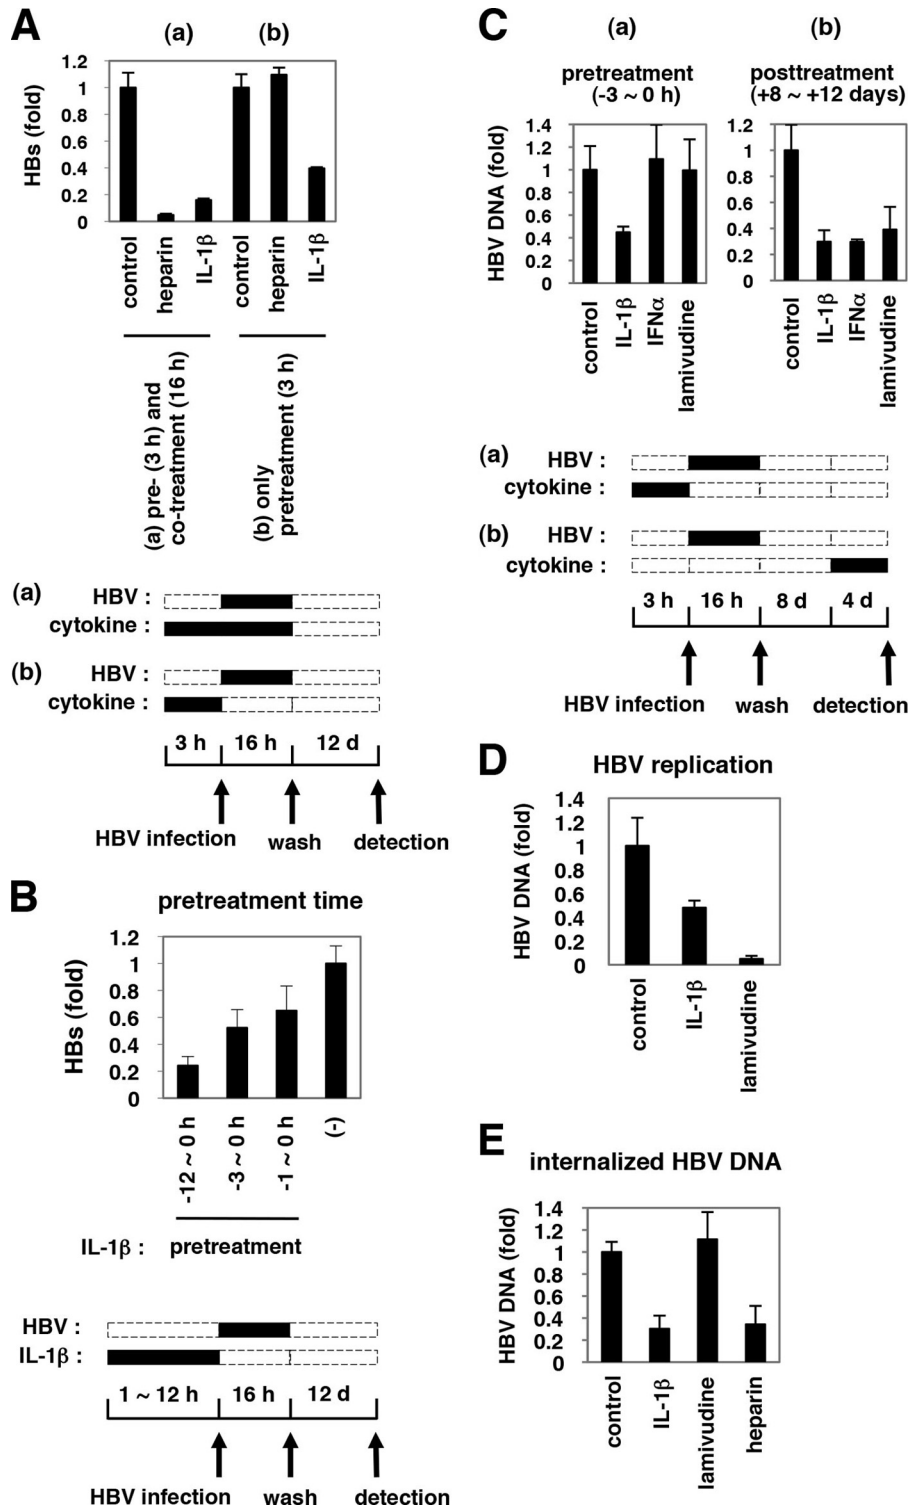 A
(a)
(b)
HBs (fold)
1.2
1
0.8
0.6
0.4
0.2
0
control
heparin
IL-1β
control
heparin
IL-1β
(a) pre- (3 h) and
co-treatment (16 h)
(b) only
pretreatment (3 h)
(a)
HBV :
cytokine :
(b)
HBV :
cytokine :
3 h
16 h
12 d
HBV infection
wash
detection
B
pretreatment time
HBs (fold)
1.2
1
0.8
0.6
0.4
0.2
0
-12 ~ 0 h
-3 ~ 0 h
-1 ~ 0 h
(-)
IL-1β : pretreatment
HBV :
IL-1β :
1 ~ 12 h
16 h
12 d
HBV infection
wash
detection
C
(a)
(b)
pretreatment
(-3 ~ 0 h)
posttreatment
(+8 ~ +12 days)
HBV DNA (fold)
1.4
1.2
1
0.8
0.6
0.4
0.2
0
control
IL-1β
IFNα
lamivudine
1.2
1
0.8
0.6
0.4
0.2
0
control
IL-1β
IFNα
lamivudine
(a)
HBV :
cytokine :
(b)
HBV :
cytokine :
3 h
16 h
8 d
4 d
HBV infection
wash
detection
D
HBV replication
HBV DNA (fold)
1.4
1.2
1
0.8
0.6
0.4
0.2
0
control
IL-1β
lamivudine
E
internalized HBV DNA
HBV DNA (fold)
1.4
1.2
1
0.8
0.6
0.4
0.2
0
control
IL-1β
lamivudine
heparin